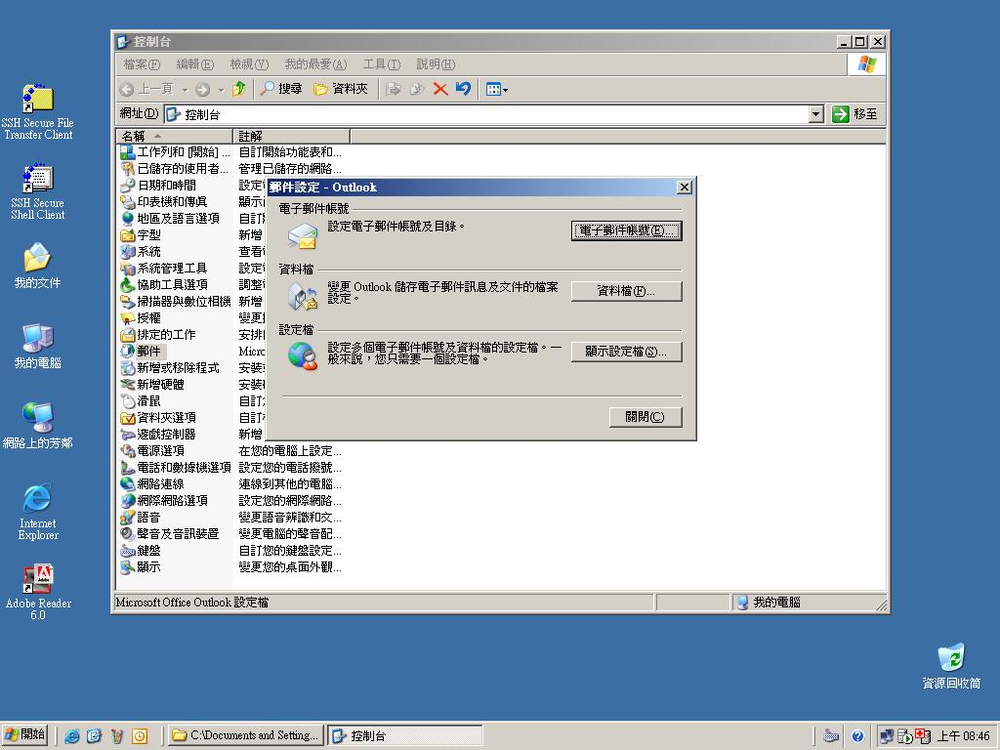 控制台
檔案(F) 編輯(E) 檢視(V) 我的最愛(A) 工具(T) 說明(H)
上一頁 搜尋 資料夾
網址(D) 控制台 移至
名稱 註解
工作列和 [開始] ... 自訂開始功能表和...
已儲存的使用者... 管理已儲存的網路...
日期和時間 設定
印表機和傳真 顯示
地區及語言選項 自訂
字型 新增
系統 查看
系統管理工具 設定
協助工具選項 調整
掃描器與數位相機 新增
授權 變更
排定的工作 安排
郵件 Micro
新增或移除程式 安裝
新增硬體 安裝
滑鼠 自訂
資料夾選項 自訂
遊戲控制器 新增
電源選項 在您的電腦上設定...
電話和數據機選項 設定您的電話撥號...
網路連線 連線到其他的電腦...
網際網路選項 設定您的網際網路...
語音 變更語音辨識和文...
聲音及音訊裝置 變更電腦的聲音配...
鍵盤 自訂您的鍵盤設定...
顯示 變更您的桌面外觀...
Microsoft Office Outlook 設定檔 我的電腦
郵件設定 - Outlook
電子郵件帳號
設定電子郵件帳號及目錄。
電子郵件帳號(E)...
資料檔
變更 Outlook 儲存電子郵件訊息及文件的檔案
設定。
資料檔(F)...
設定檔
設定多個電子郵件帳號及資料檔的設定檔。一
般來說，您只需要一個設定檔。
顯示設定檔(S)...
關閉(C)
SSH Secure File
Transfer Client
SSH Secure
Shell Client
我的文件
我的電腦
網路上的芳鄰
Internet
Explorer
Adobe Reader
6.0
資源回收筒
開始 C:\Documents and Setting... 控制台 上午 08:46